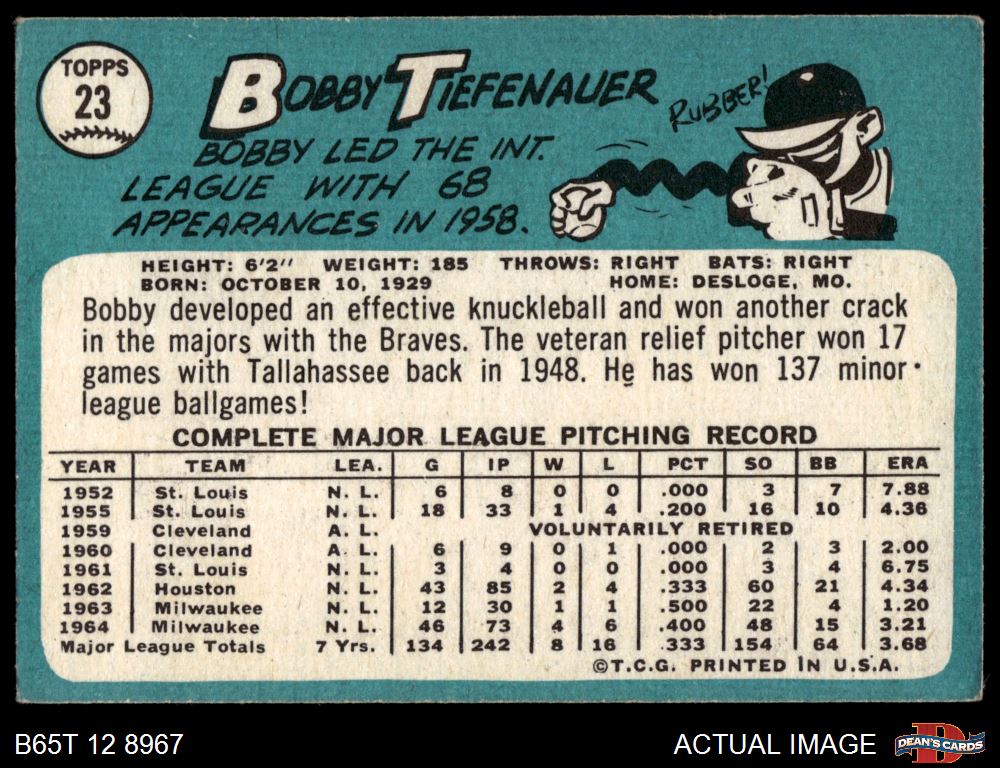 TOPPS
23
BOBBY TIEFENAUER
RUBBER!
BOBBY LED THE INT.
LEAGUE WITH 68
APPEARANCES IN 1958.
HEIGHT: 6'2" WEIGHT: 185 THROWS: RIGHT BATS: RIGHT
BORN: OCTOBER 10, 1929 HOME: DESLOGE, MO.
Bobby developed an effective knuckleball and won another crack
in the majors with the Braves. The veteran relief pitcher won 17
games with Tallahassee back in 1948. He has won 137 minor
league ballgames!
COMPLETE MAJOR LEAGUE PITCHING RECORD
YEAR TEAM LEA. G IP W L PCT SO BB ERA
1952 St. Louis N. L. 6 8 0 0 .000 3 7 7.88
1955 St. Louis N. L. 18 33 1 4 .200 16 10 4.36
1959 Cleveland A. L. VOLUNTARILY RETIRED
1960 Cleveland A. L. 6 9 0 1 .000 2 3 2.00
1961 St. Louis N. L. 3 4 0 0 .000 0 4 6.75
1962 Houston N. L. 43 85 2 4 .333 60 21 4.34
1963 Milwaukee N. L. 12 30 1 1 .500 22 4 1.20
1964 Milwaukee N. L. 46 73 4 6 .400 48 15 3.21
Major League Totals 7 Yrs. 134 242 8 16 .333 154 64 3.68
©T.C.G. PRINTED IN U.S.A.
B65T 12 8967
ACTUAL IMAGE
D
DEAN'S CARDS